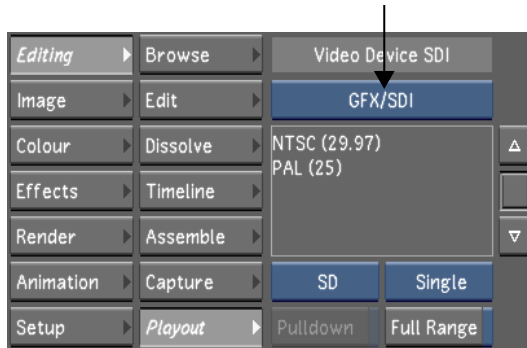 Editing Browse Video Device SDI
Image Edit GFX/SDI
Colour Dissolve NTSC (29.97)
PAL (25)
Effects Timeline
Render Assemble
Animation Capture SD Single
Setup Playout Pulldown Full Range